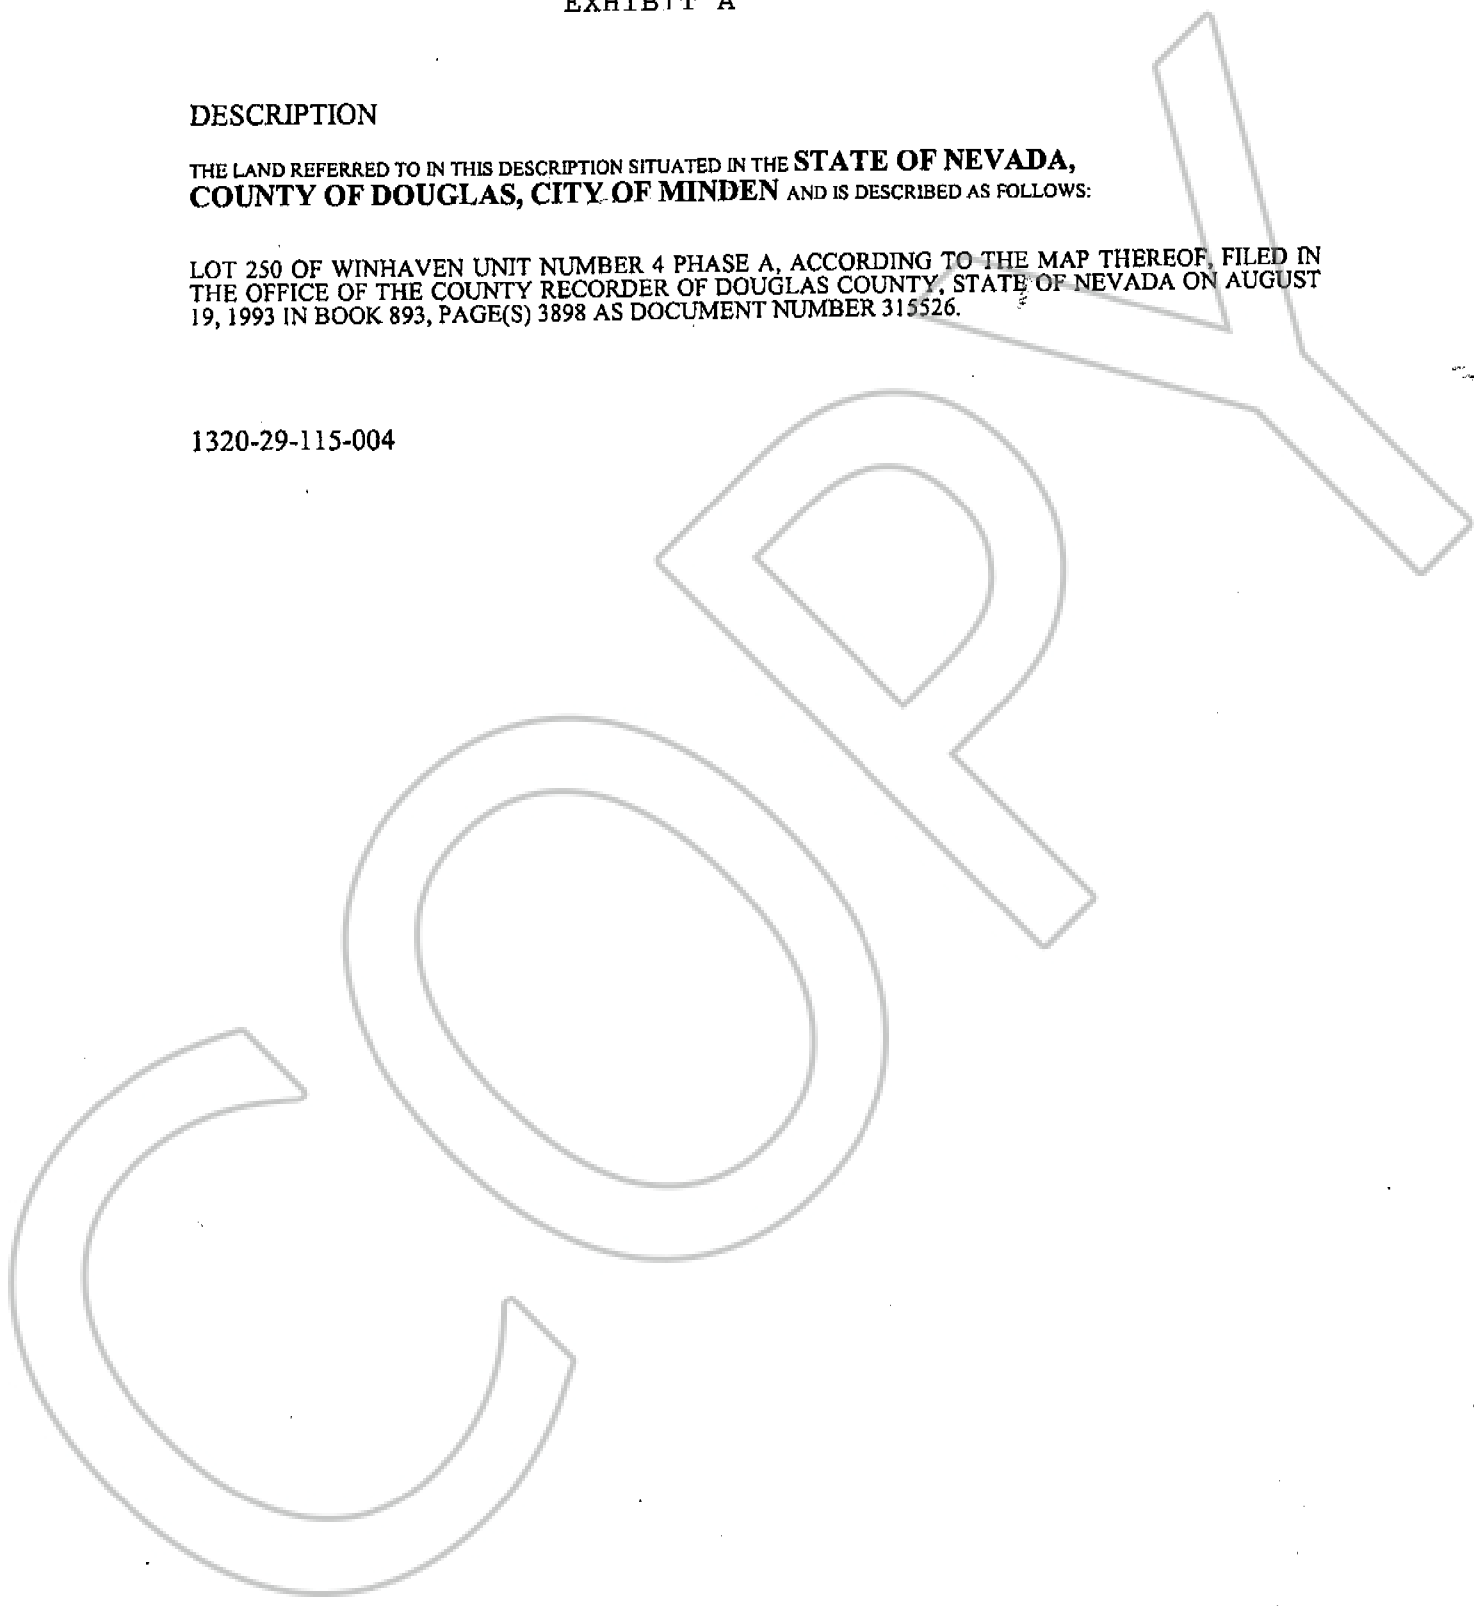 EXHIBIT A
DESCRIPTION
THE LAND REFERRED TO IN THIS DESCRIPTION SITUATED IN THE STATE OF NEVADA,
COUNTY OF DOUGLAS, CITY OF MINDEN AND IS DESCRIBED AS FOLLOWS:
LOT 250 OF WINHAVEN UNIT NUMBER 4 PHASE A, ACCORDING TO THE MAP THEREOF, FILED IN
THE OFFICE OF THE COUNTY RECORDER OF DOUGLAS COUNTY, STATE OF NEVADA ON AUGUST
19, 1993 IN BOOK 893, PAGE(S) 3898 AS DOCUMENT NUMBER 315526.
1320-29-115-004
COPY